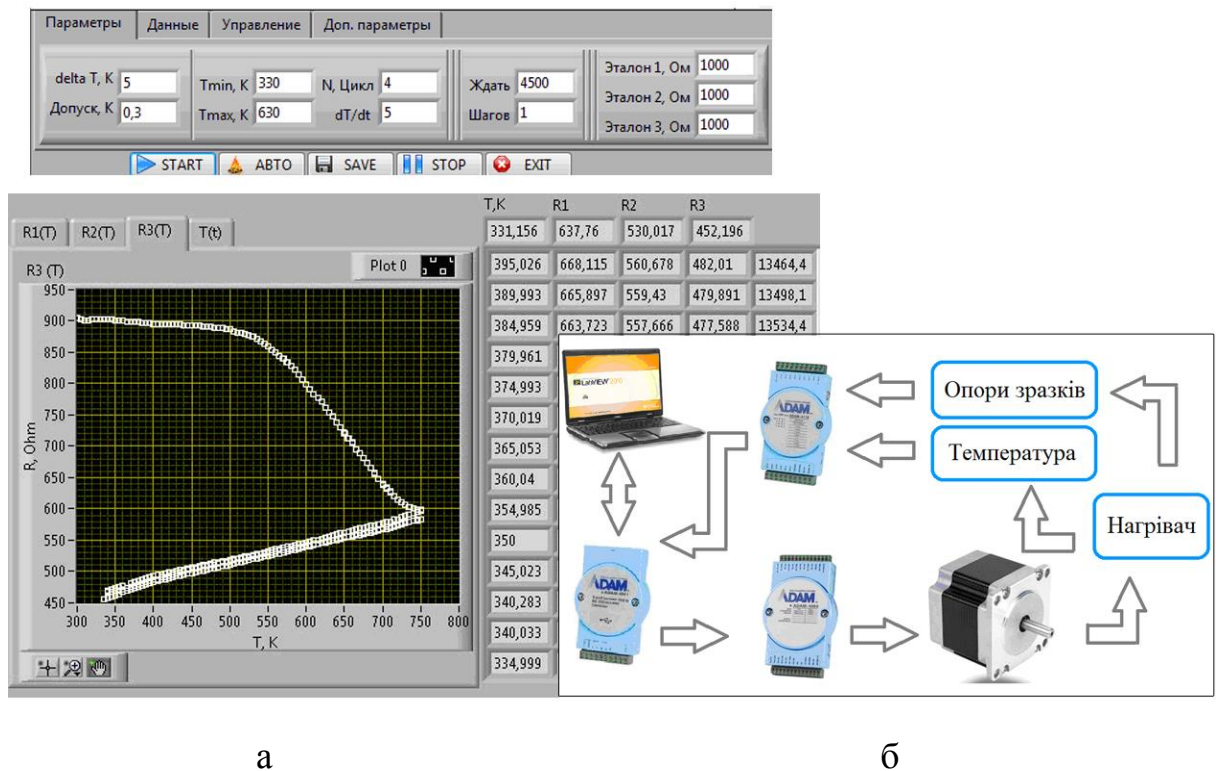 Параметры Данные Управление Доп. параметры
delta T, K 5 Tmin, K 330 N, Цикл 4 Ждать 4500 Эталон 1, Ом 1000
Допуск, К 0,3 Tmax, K 630 dT/dt 5 Шагов 1 Эталон 2, Ом 1000
Эталон 3, Ом 1000
START АВТО SAVE STOP EXIT
T,K R1 R2 R3
R1(T) R2(T) R3(T) T(t)
331,156 637,76 530,017 452,196
R3 (T) Plot 0
395,026 668,115 560,678 482,01 13464,4
389,993 665,897 559,43 479,891 13498,1
384,959 663,723 557,666 477,588 13534,4
379,961
374,993
370,019
365,053
360,04
354,985
350
345,023
340,283
340,033
334,999
R, Ohm
950
900
850
800
750
700
650
600
550
500
450
300 350 400 450 500 550 600 650 700 750 800
T, K
LabVIEW
ADAM
Опори зразків
Температура
Нагрівач
ADAM
ADAM
а
б